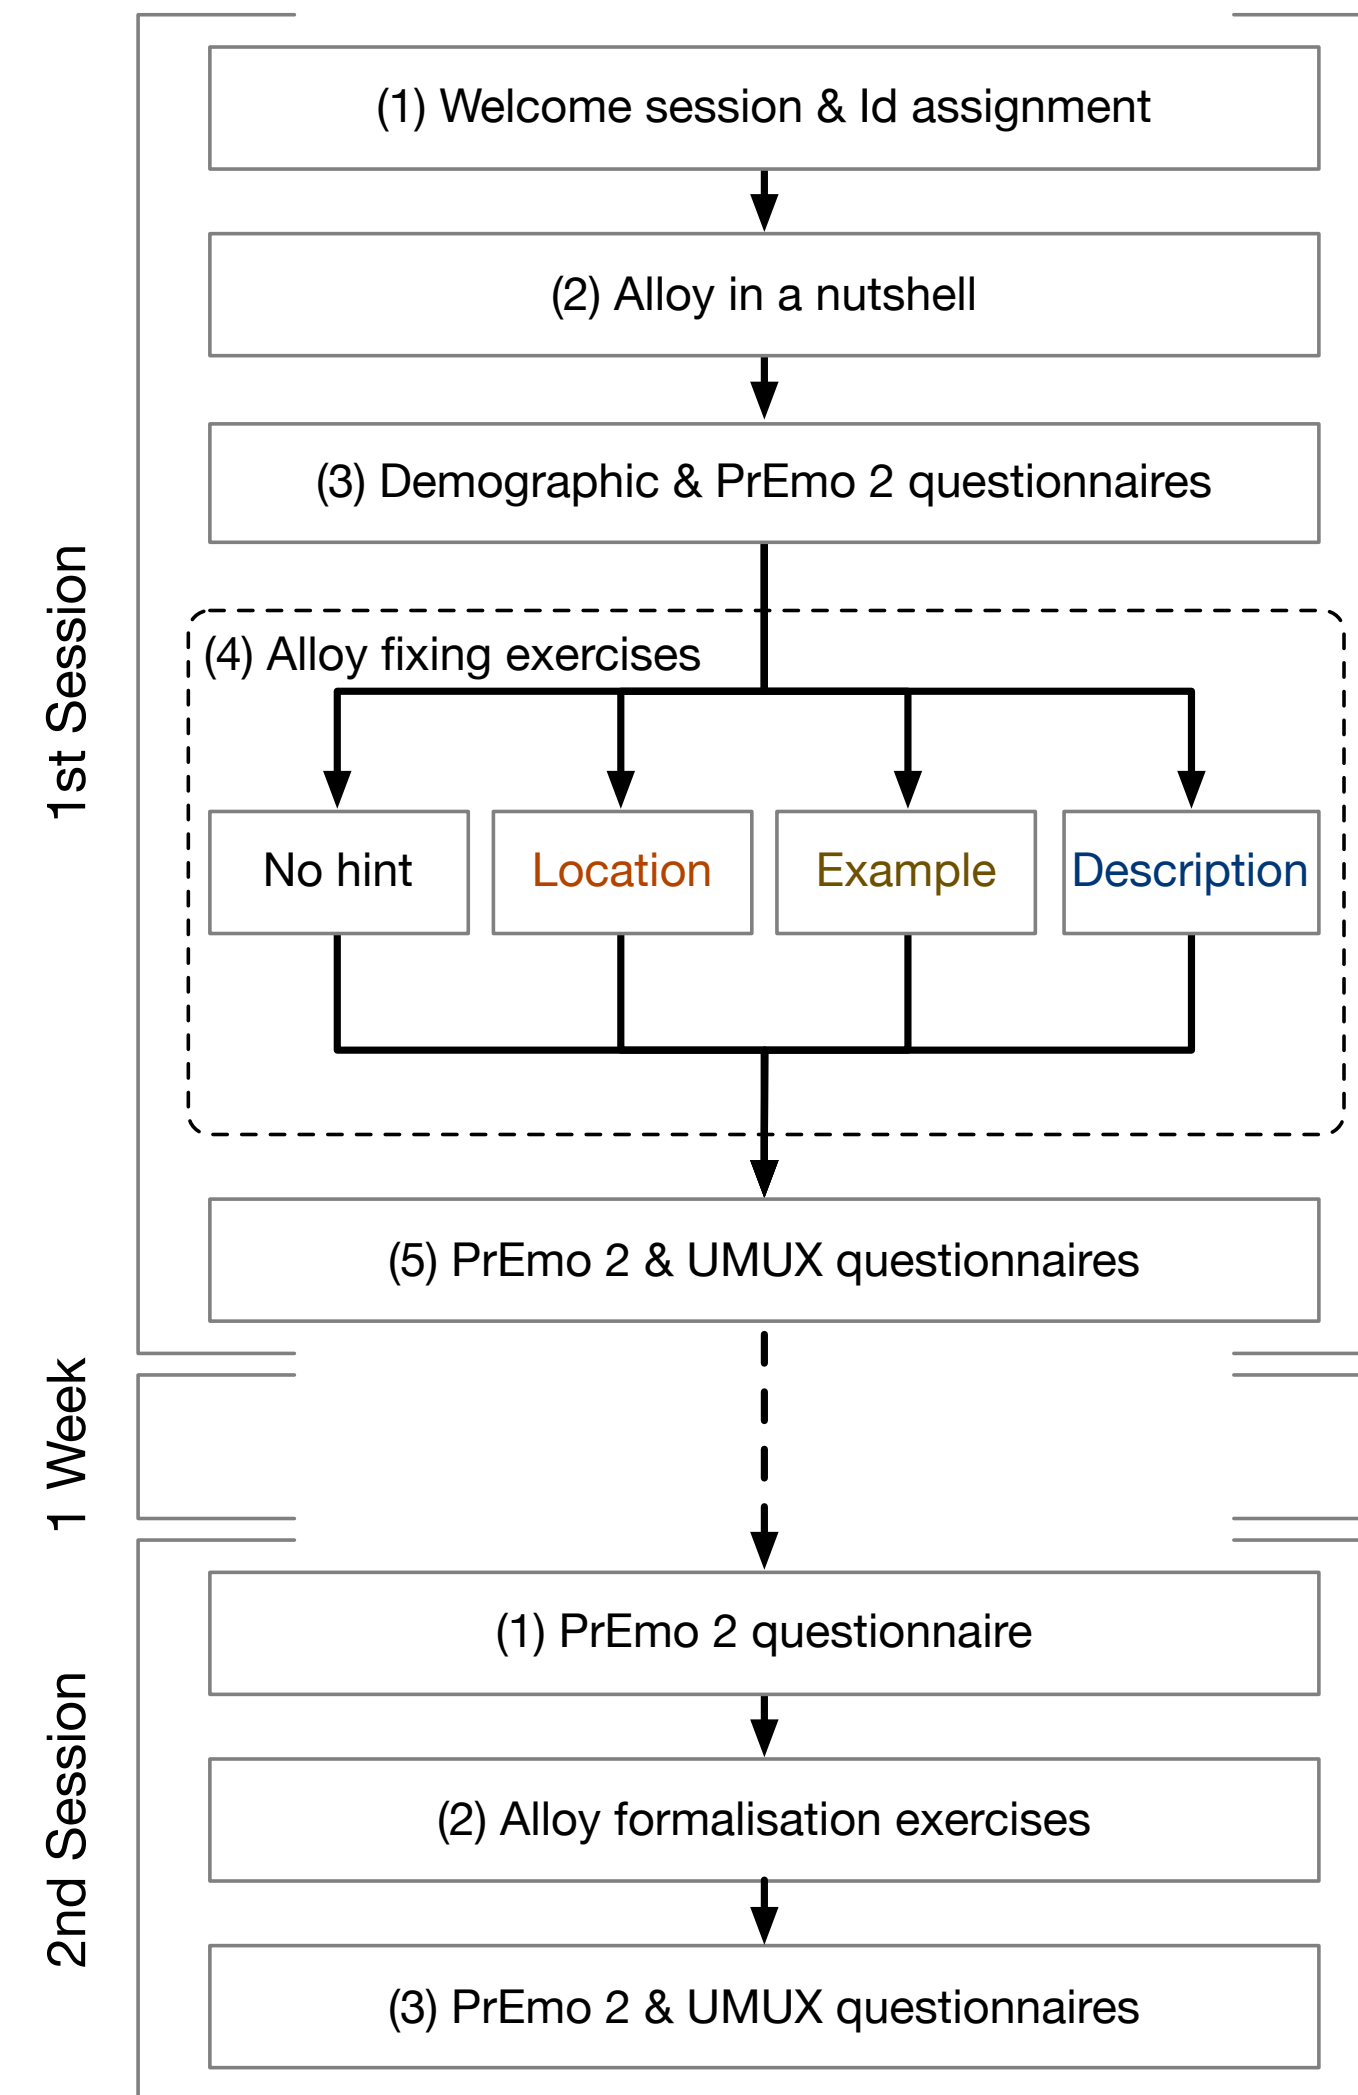 1st Session
(1) Welcome session & Id assignment
(2) Alloy in a nutshell
(3) Demographic & PrEmo 2 questionnaires
(4) Alloy fixing exercises
No hint
Location
Example
Description
(5) PrEmo 2 & UMUX questionnaires
1 Week
2nd Session
(1) PrEmo 2 questionnaire
(2) Alloy formalisation exercises
(3) PrEmo 2 & UMUX questionnaires